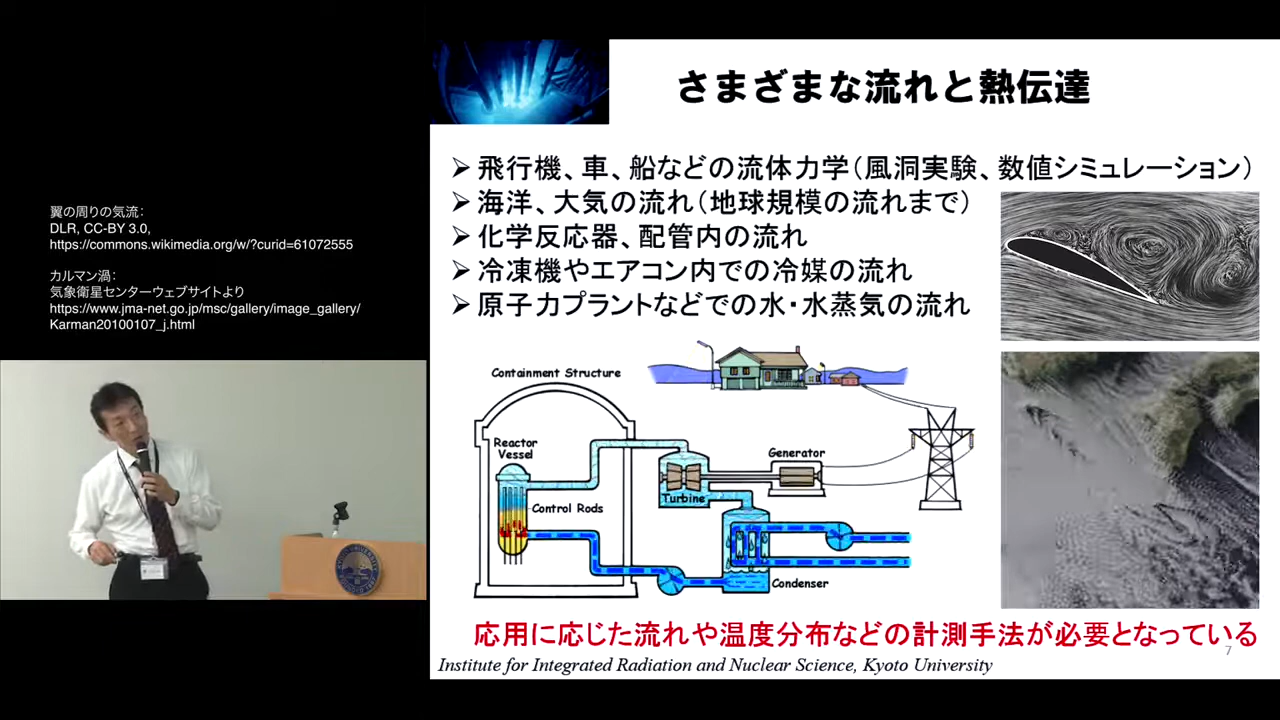 さまざまな流れと熱伝達
➢ 飛行機、車、船などの流体力学（風洞実験、数値シミュレーション）
➢ 海洋、大気の流れ（地球規模の流れまで）
➢ 化学反応器、配管内の流れ
➢ 冷凍機やエアコン内での冷媒の流れ
➢ 原子力プラントなどでの水・水蒸気の流れ
翼の周りの気流：
DLR, CC-BY 3.0,
https://commons.wikimedia.org/w/?curid=61072555
カルマン渦：
気象衛星センターウェブサイトより
https://www.jma-net.go.jp/msc/gallery/image_gallery/
Karman20100107_j.html
Containment Structure
Reactor
Vessel
Control Rods
Turbine
Generator
Condenser
応用に応じた流れや温度分布などの計測手法が必要となっている
7
Institute for Integrated Radiation and Nuclear Science, Kyoto University